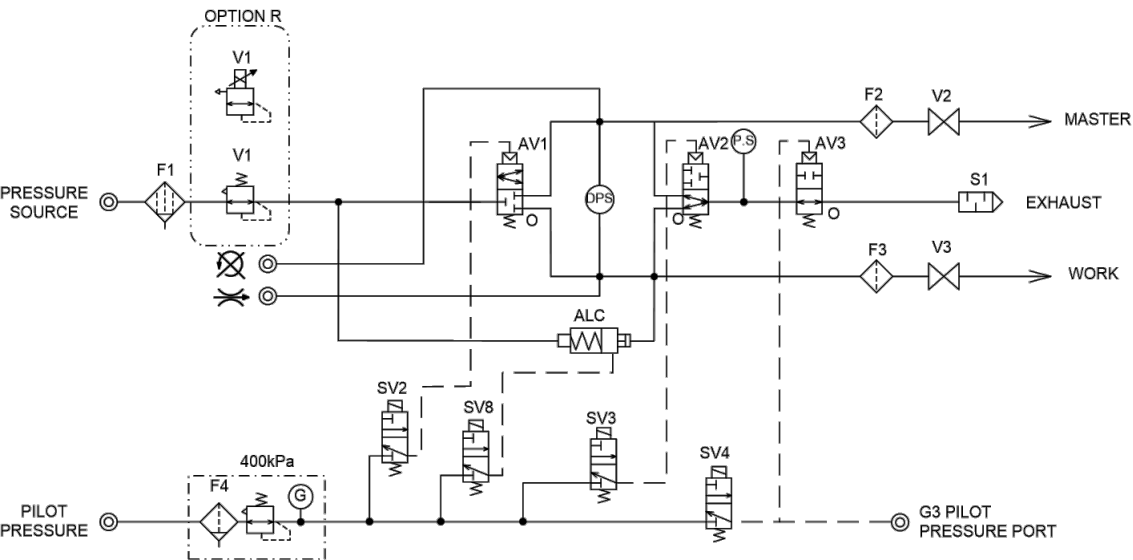 OPTION R
V1
V1
F1
PRESSURE
SOURCE
AV1
DPS
AV2
P.S
AV3
F2
V2
MASTER
S1
EXHAUST
O
O
O
F3
V3
WORK
ALC
SV2
SV8
SV3
SV4
400kPa
F4
G
PILOT
PRESSURE
G3 PILOT
PRESSURE PORT